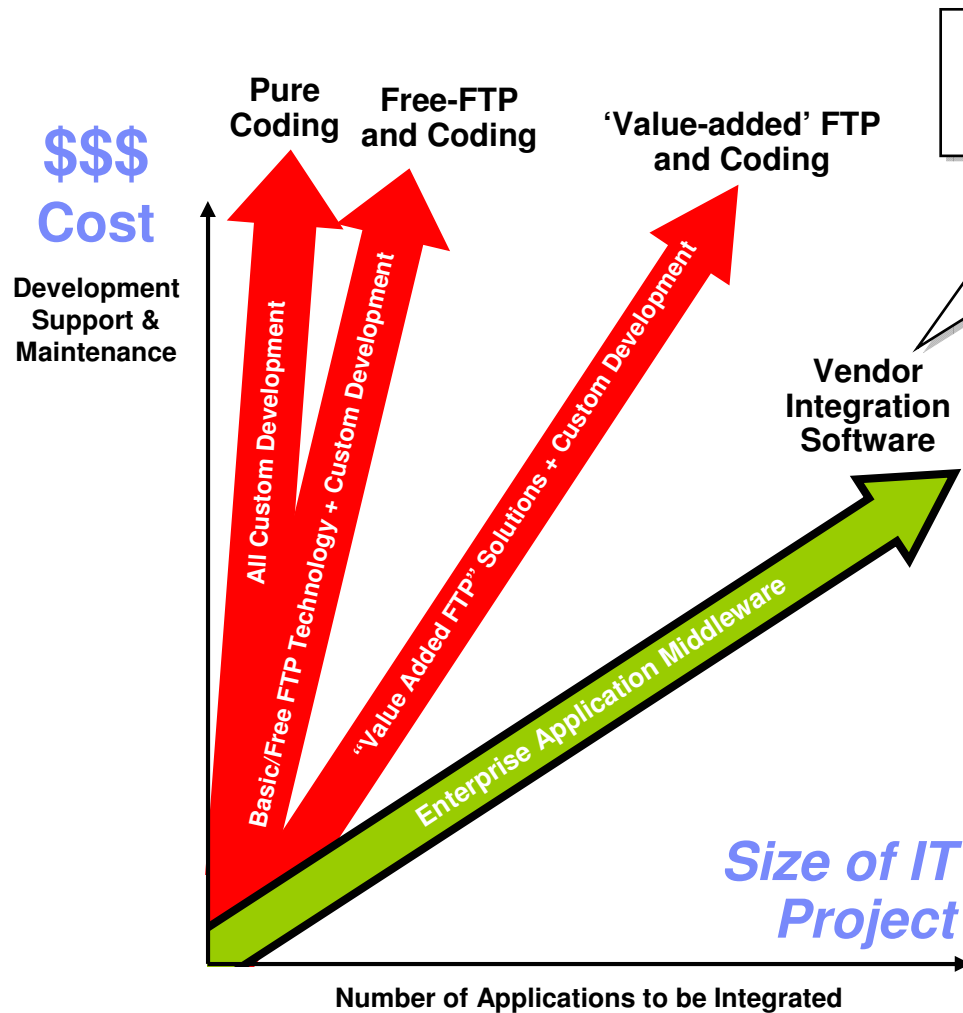 Pure
Coding
Free-FTP
and Coding
‘Value-added’ FTP
and Coding
$$$
Cost
Development
Support &
Maintenance
Vendor
Integration
Software
All Custom Development
Basic/Free FTP Technology + Custom Development
“Value Added FTP” Solutions + Custom Development
Enterprise Application Middleware
Size of IT
Project
Number of Applications to be Integrated